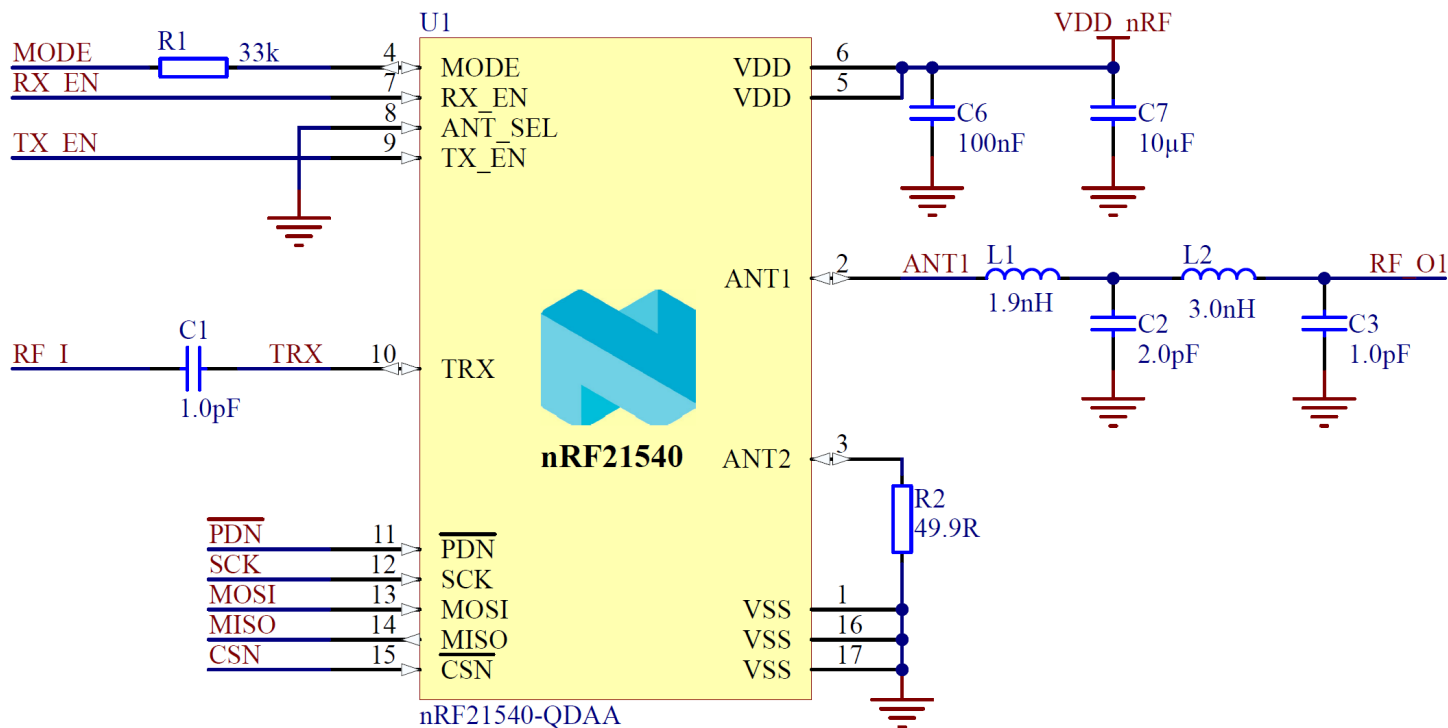 U1
MODE
R1
33k
4
MODE
RX_EN
7
RX_EN
8
ANT_SEL
TX_EN
9
TX_EN
6
VDD
5
VDD
VDD_nRF
C6
100nF
C7
10µF
ANT1
2
ANT1
L1
1.9nH
L2
3.0nH
RF_O1
C2
2.0pF
C3
1.0pF
RF_I
C1
1.0pF
TRX
10
TRX
nRF21540
ANT2
3
R2
49.9R
PDN
11
PDN
SCK
12
SCK
MOSI
13
MOSI
MISO
14
MISO
CSN
15
CSN
VSS
1
VSS
16
VSS
17
nRF21540-QDAA